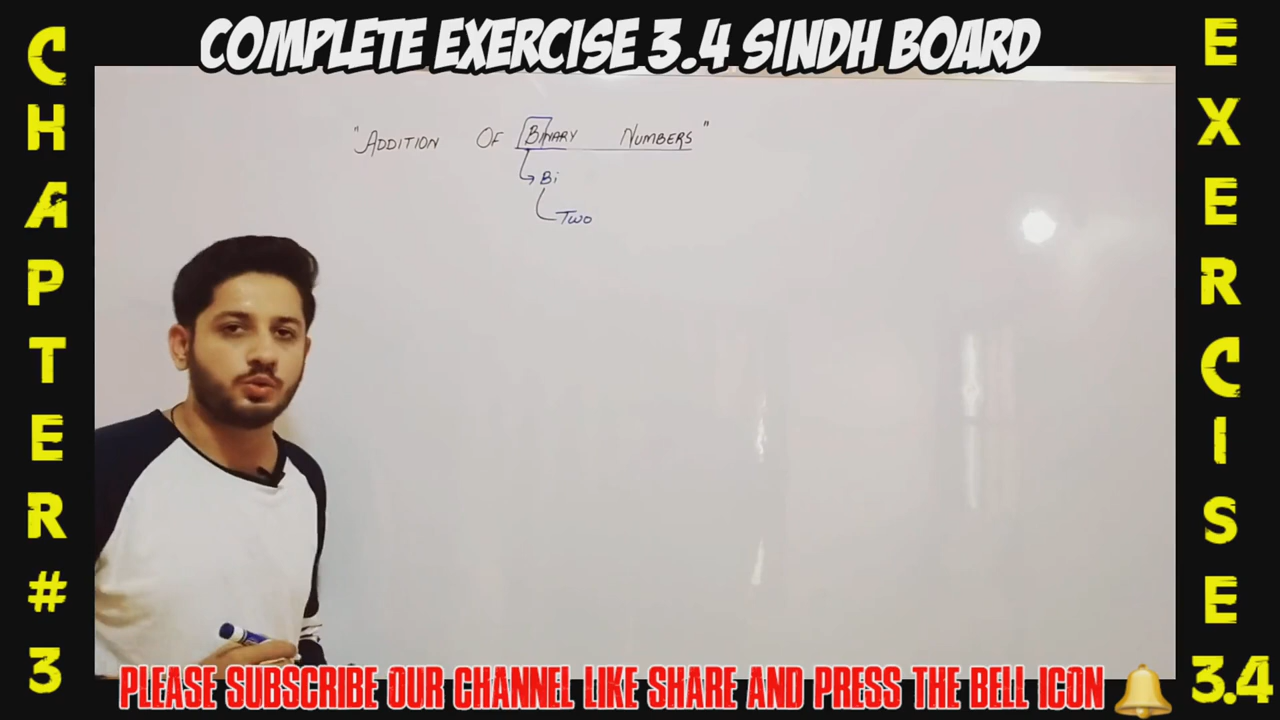 COMPLETE EXERCISE 3.4 SINDH BOARD
CHAPTER # 3
"ADDITION OF BINARY NUMBERS"
Bi
Two
EXERCISE 3.4
PLEASE SUBSCRIBE OUR CHANNEL LIKE SHARE AND PRESS THE BELL ICON 🔔